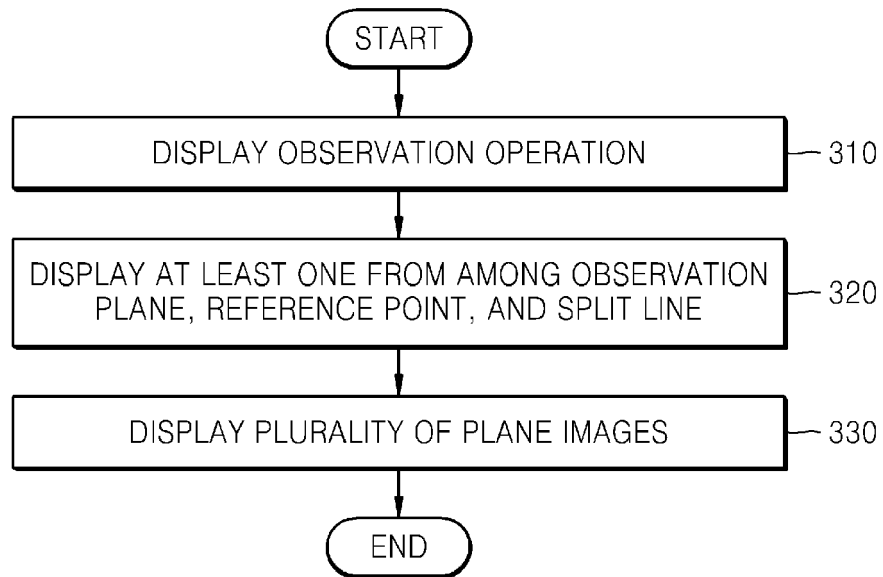 START
DISPLAY OBSERVATION OPERATION
310
DISPLAY AT LEAST ONE FROM AMONG OBSERVATION
PLANE, REFERENCE POINT, AND SPLIT LINE
320
DISPLAY PLURALITY OF PLANE IMAGES
330
END